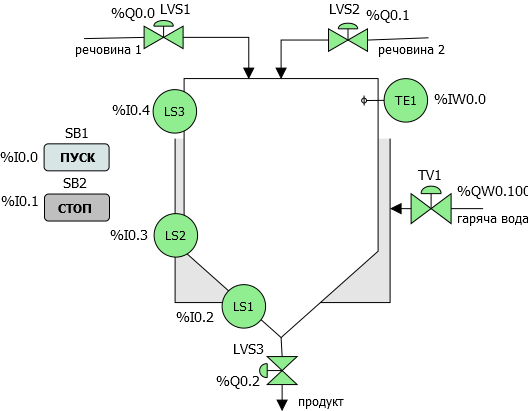 %Q0.0
LVS1
LVS2
%Q0.1
речовина 1
речовина 2
%I0.4
LS3
TE1
%IW0.0
SB1
%I0.0
ПУСК
SB2
%I0.1
СТОП
TV1
%QW0.100
гаряча вода
%I0.3
LS2
%I0.2
LS1
LVS3
%Q0.2
продукт